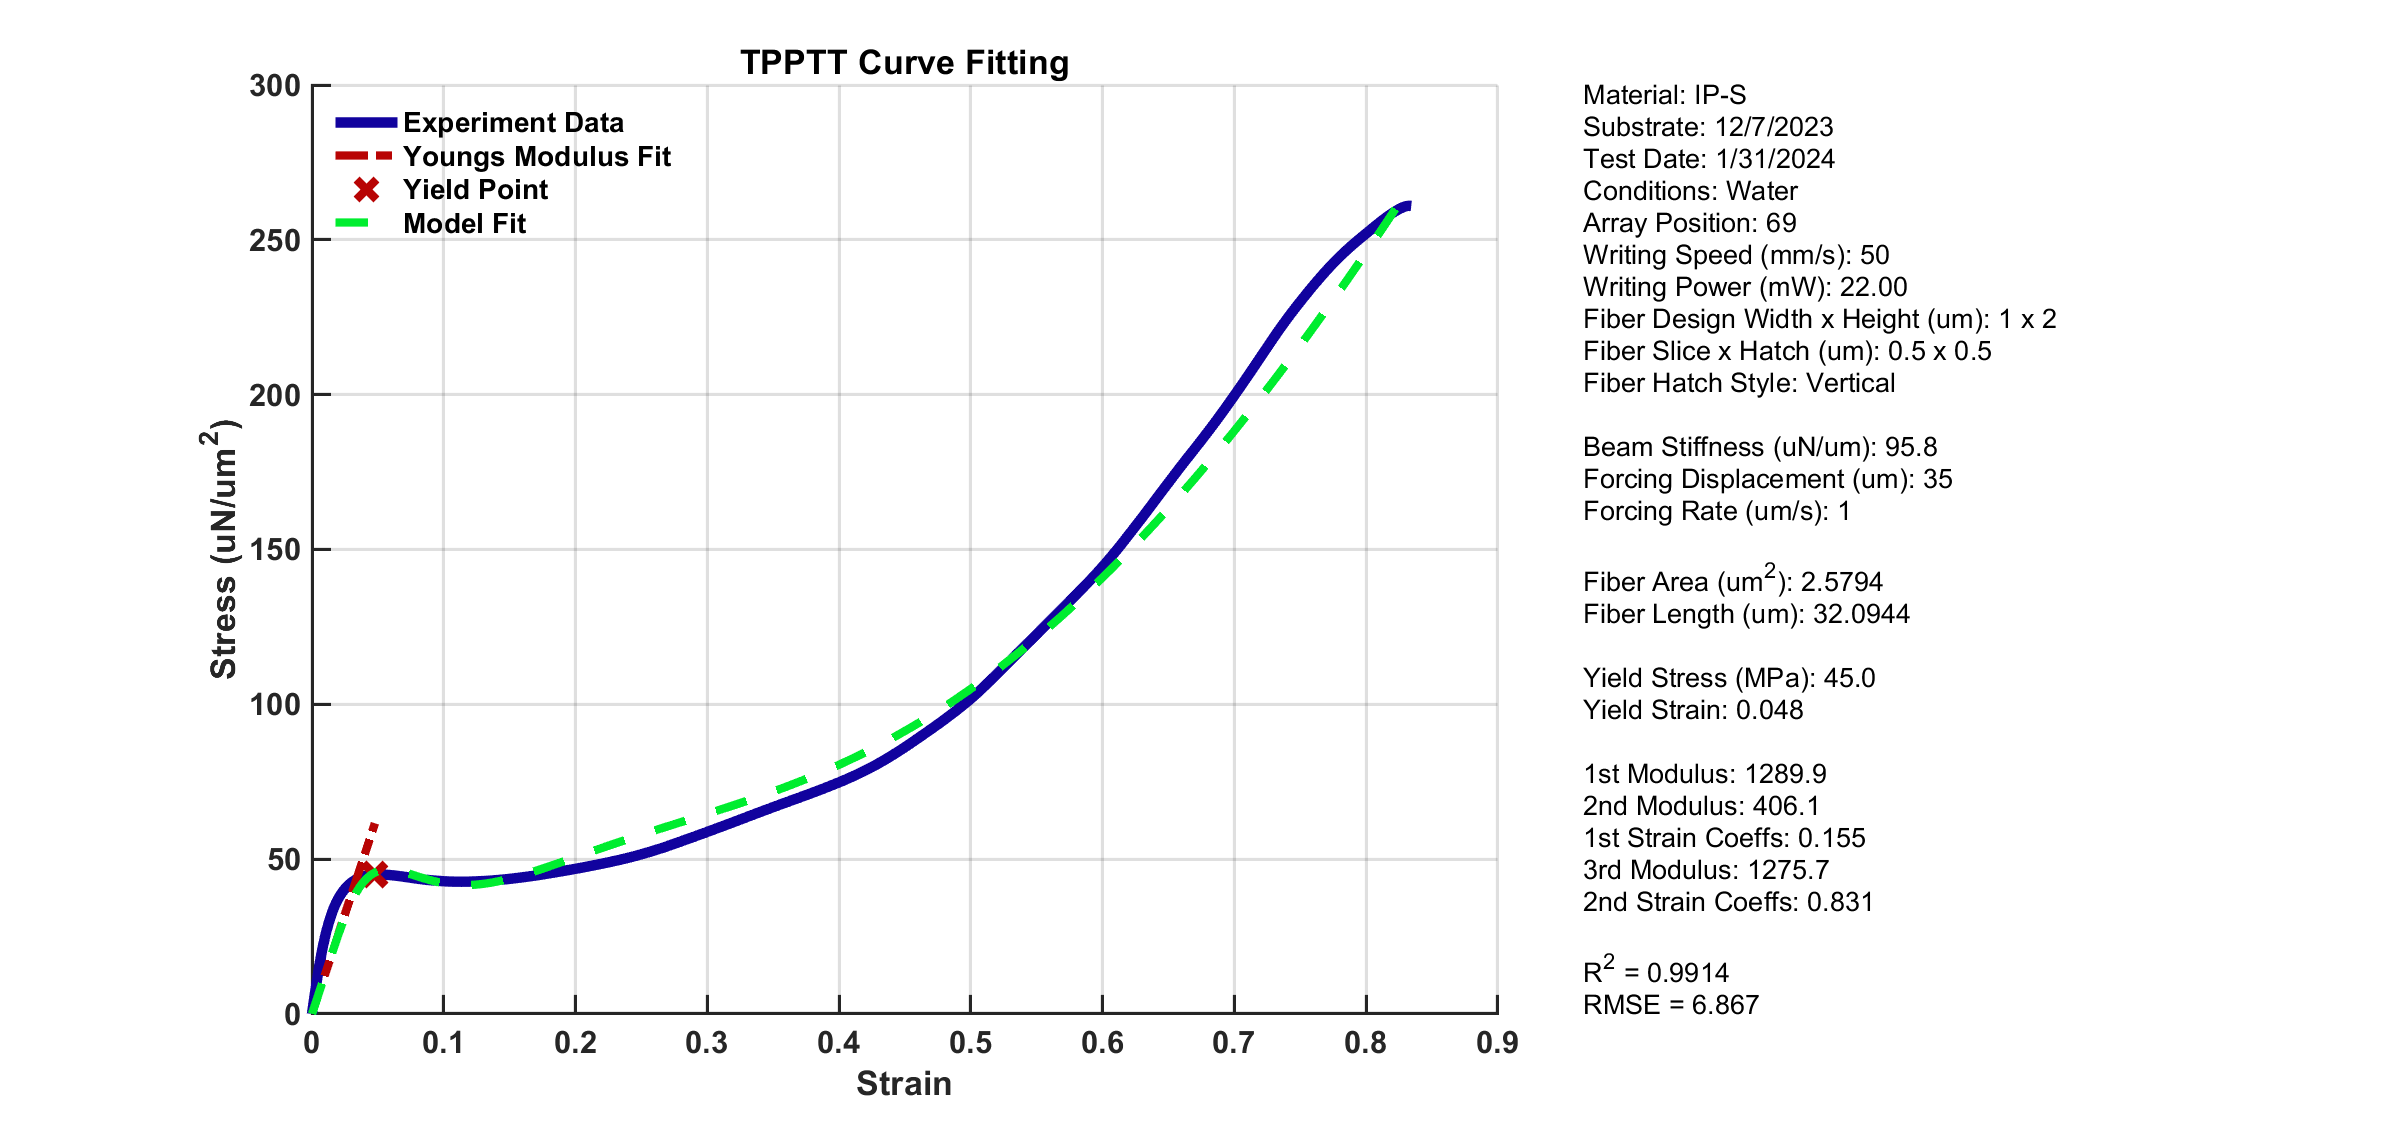 TPPTT Curve Fitting
300
250
200
150
100
50
0
Stress (uN/um²)
Experiment Data
Youngs Modulus Fit
Yield Point
Model Fit
0 0.1 0.2 0.3 0.4 0.5 0.6 0.7 0.8 0.9
Strain
Material: IP-S
Substrate: 12/7/2023
Test Date: 1/31/2024
Conditions: Water
Array Position: 69
Writing Speed (mm/s): 50
Writing Power (mW): 22.00
Fiber Design Width x Height (um): 1 x 2
Fiber Slice x Hatch (um): 0.5 x 0.5
Fiber Hatch Style: Vertical
Beam Stiffness (uN/um): 95.8
Forcing Displacement (um): 35
Forcing Rate (um/s): 1
Fiber Area (um²): 2.5794
Fiber Length (um): 32.0944
Yield Stress (MPa): 45.0
Yield Strain: 0.048
1st Modulus: 1289.9
2nd Modulus: 406.1
1st Strain Coeffs: 0.155
3rd Modulus: 1275.7
2nd Strain Coeffs: 0.831
R² = 0.9914
RMSE = 6.867